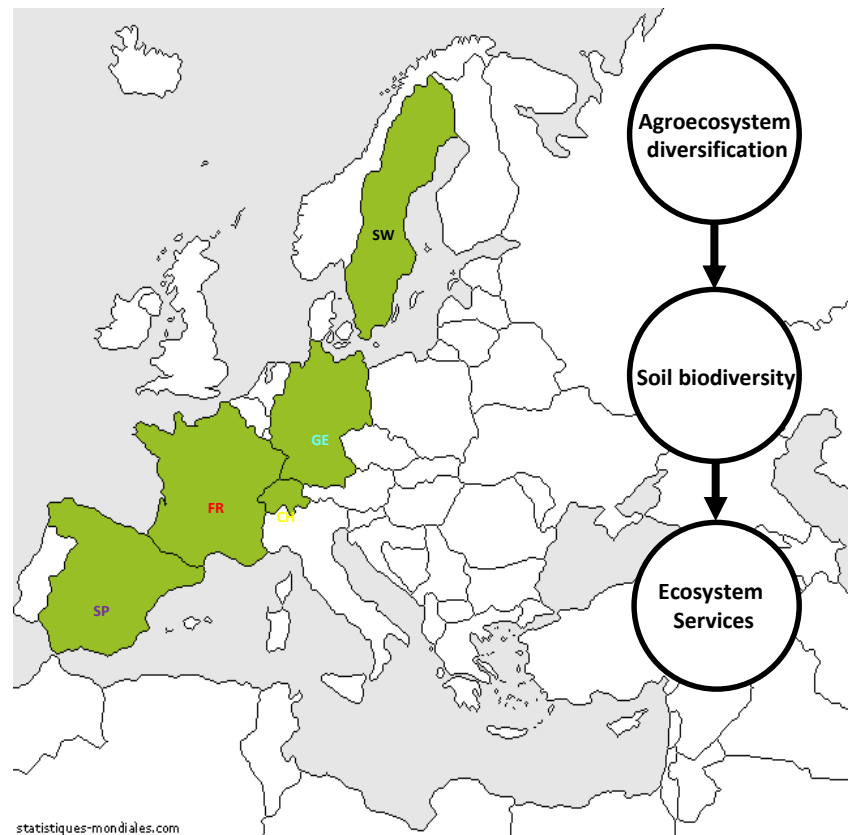 Agroecosystem
diversification
SW
Soil biodiversity
GE
FR
CH
Ecosystem
Services
SP
statistiques-mondiales.com